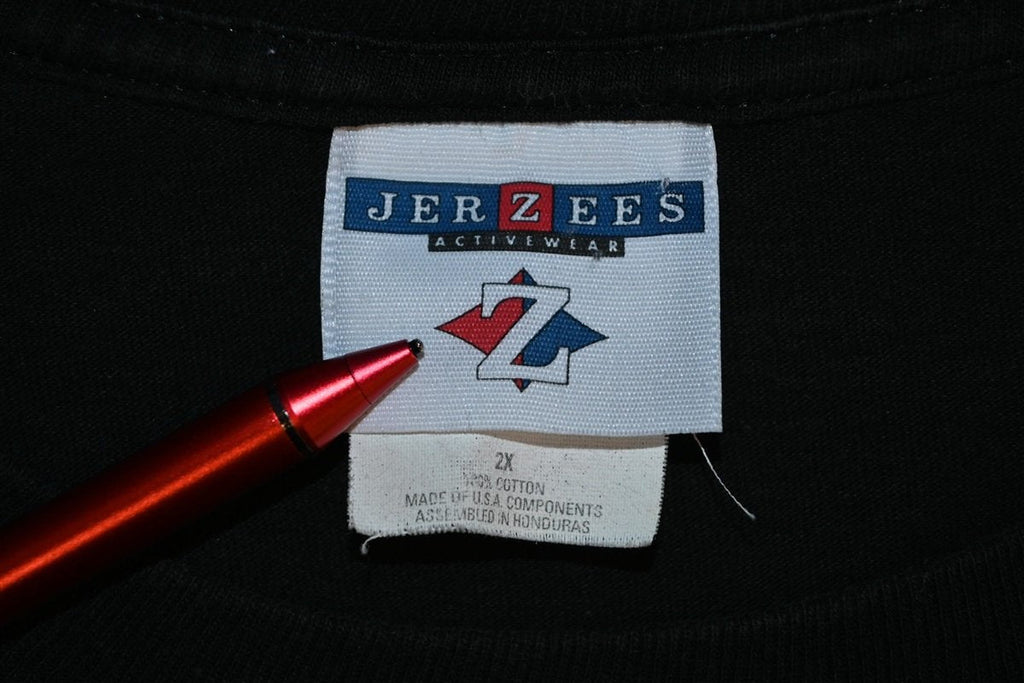 JERZEES
ACTIVEWEAR
Z
2X
100% COTTON
MADE OF U.S.A. COMPONENTS
ASSEMBLED IN HONDURAS